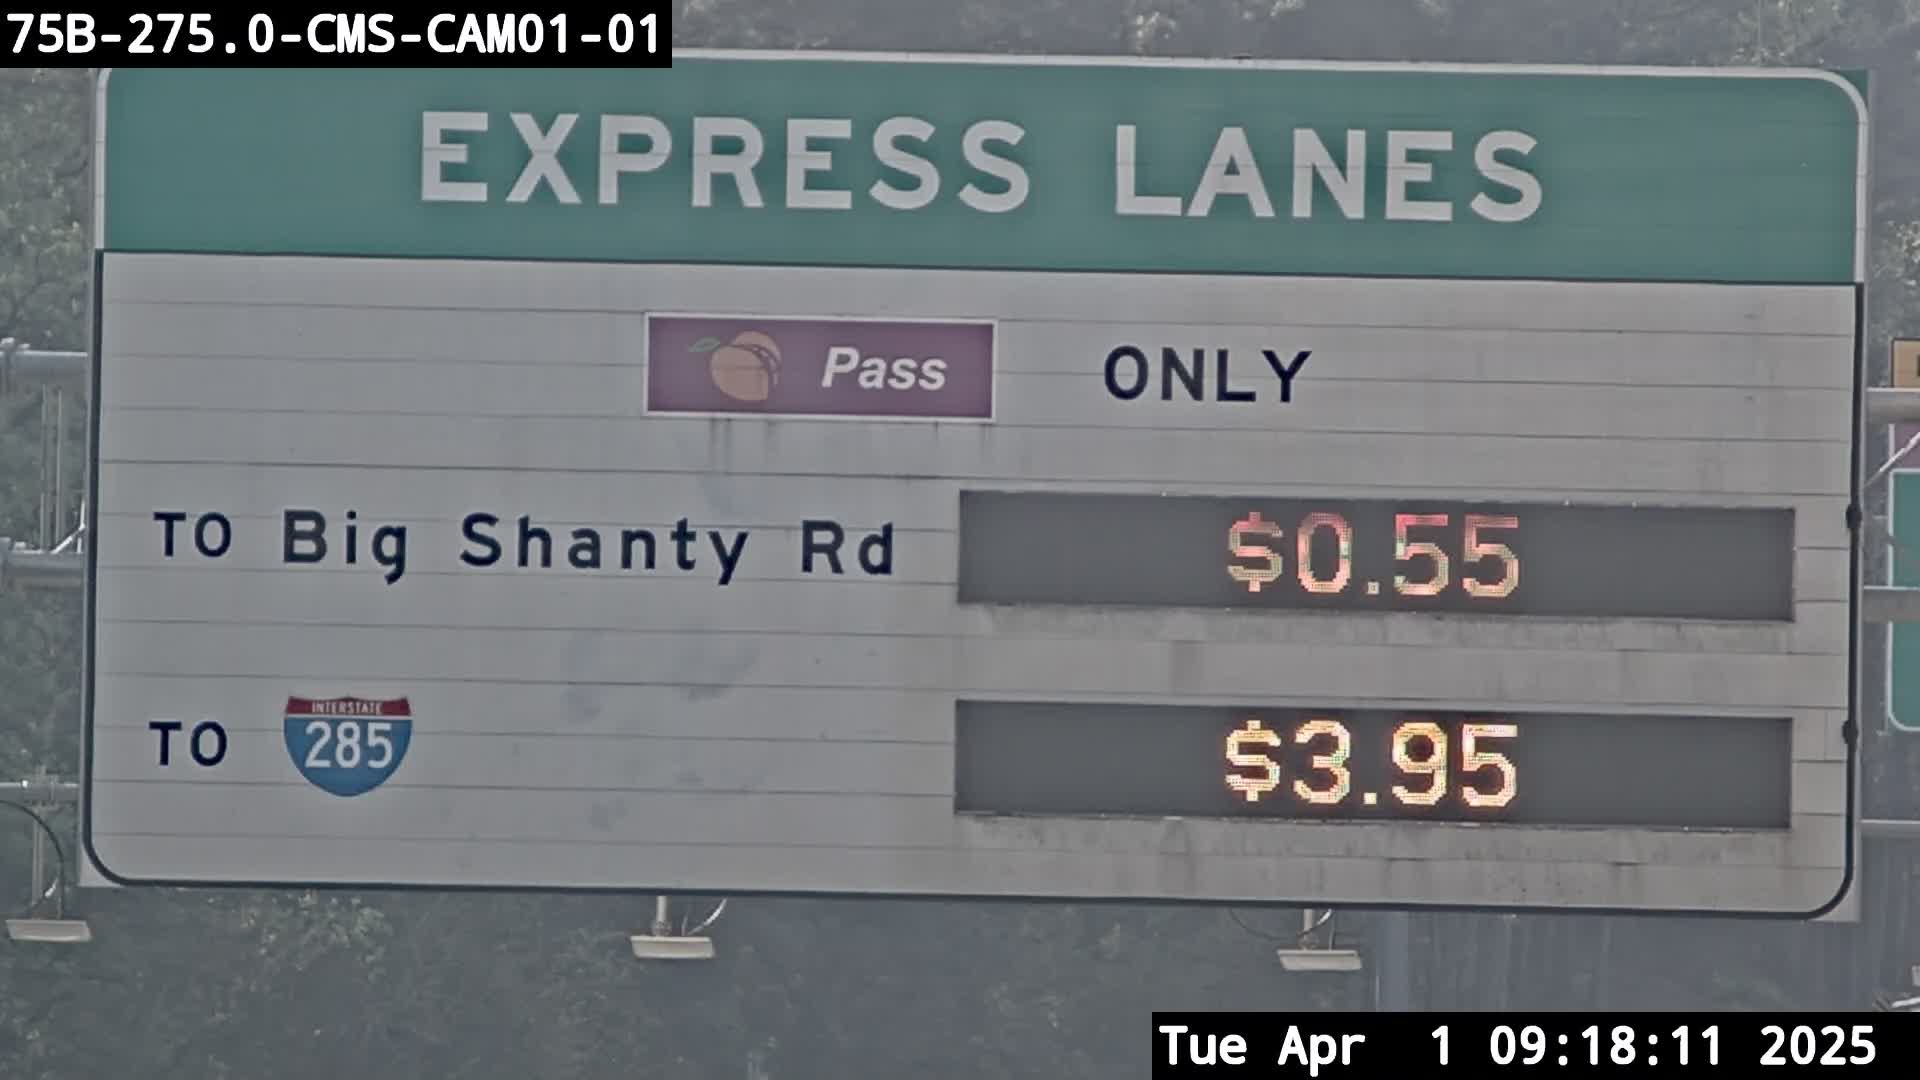 75B-275.0-CMS-CAM01-01
EXPRESS LANES
Pass ONLY
TO Big Shanty Rd $0.55
TO INTERSTATE 285 $3.95
Tue Apr 1 09:18:11 2025